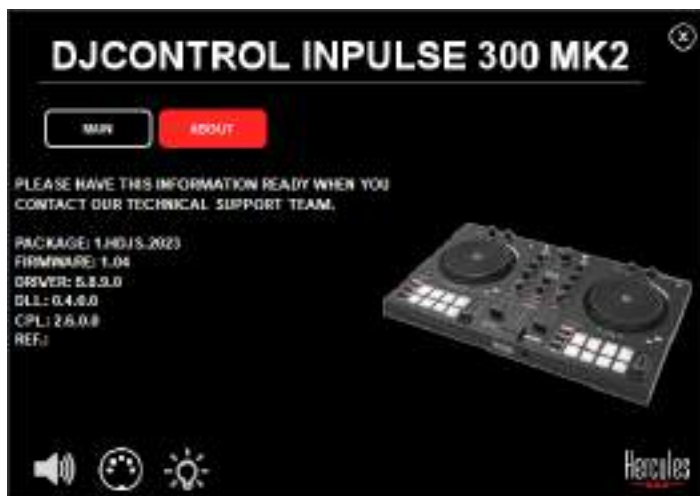 DJCONTROL INPULSE 300 MK2
MAIN
ABOUT
PLEASE HAVE THIS INFORMATION READY WHEN YOU
CONTACT OUR TECHNICAL SUPPORT TEAM.
PACKAGE: 1.HDJS.2023
FIRMWARE: 1.04
DRIVER: 5.8.9.0
DLL: 0.4.0.0
CPL: 2.6.0.0
REF.:
Hercules